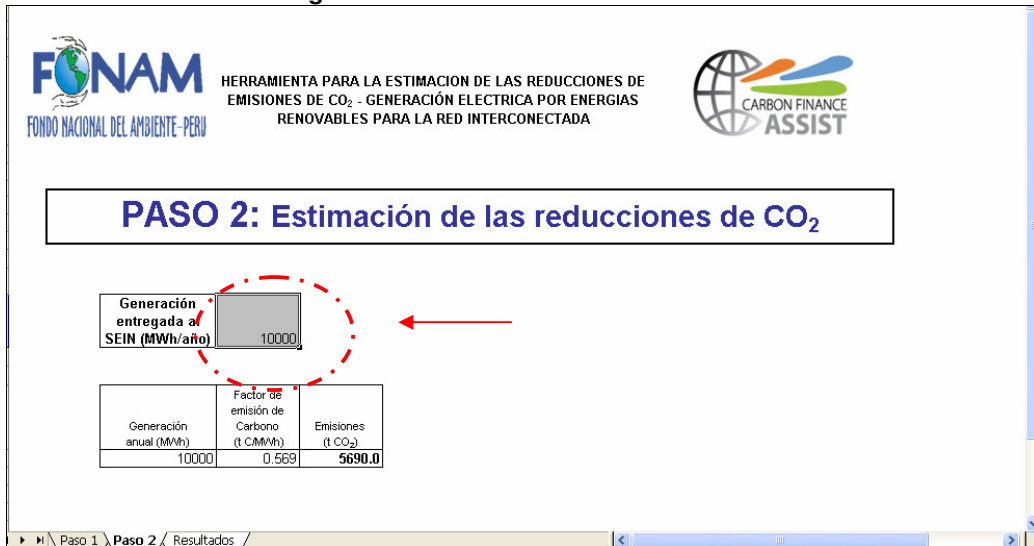 FONAM
FONDO NACIONAL DEL AMBIENTE-PERU
HERRAMIENTA PARA LA ESTIMACION DE LAS REDUCCIONES DE
EMISIONES DE CO₂ - GENERACIÓN ELECTRICA POR ENERGIAS
RENOVABLES PARA LA RED INTERCONECTADA
CARBON FINANCE
ASSIST
PASO 2: Estimación de las reducciones de CO₂
Generación
entregada al
SEIN (MWh/año) 10000
Generación anual (MWh)
Factor de emisión de Carbono (t C/MWh)
Emisiones (t CO₂)
10000 0.569 5690.0
Paso 1 Paso 2 Resultados